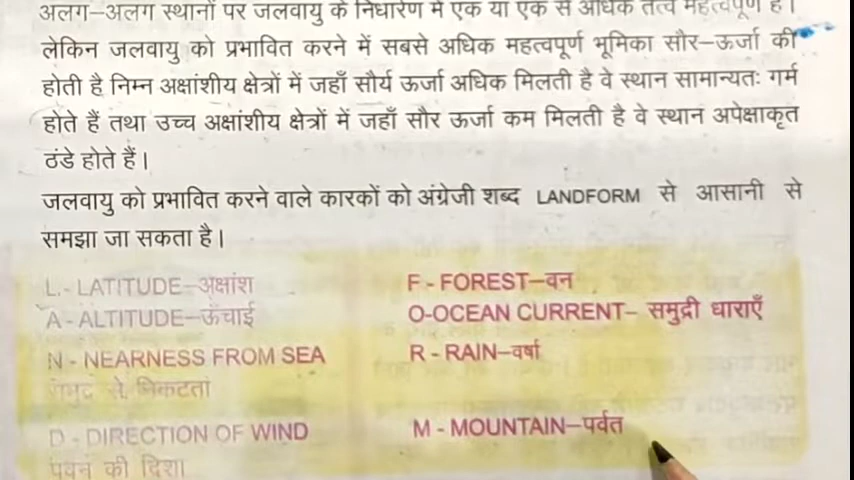 अलग–अलग स्थानों पर जलवायु के निर्धारण में एक या एक से अधिक तत्व महत्वपूर्ण हैं।
लेकिन जलवायु को प्रभावित करने में सबसे अधिक महत्वपूर्ण भूमिका सौर–ऊर्जा की
होती है निम्न अक्षांशीय क्षेत्रों में जहाँ सौर्य ऊर्जा अधिक मिलती है वे स्थान सामान्यतः गर्म
होते हैं तथा उच्च अक्षांशीय क्षेत्रों में जहाँ सौर ऊर्जा कम मिलती है वे स्थान अपेक्षाकृत
ठंडे होते हैं।
जलवायु को प्रभावित करने वाले कारकों को अंग्रेजी शब्द LANDFORM से आसानी से
समझा जा सकता है।
L.- LATITUDE–अक्षांश
A - ALTITUDE–ऊँचाई
N - NEARNESS FROM SEA
समुद्र से निकटता
D - DIRECTION OF WIND
पवन की दिशा
F - FOREST–वन
O-OCEAN CURRENT– समुद्री धाराएँ
R - RAIN–वर्षा
M - MOUNTAIN–पर्वत